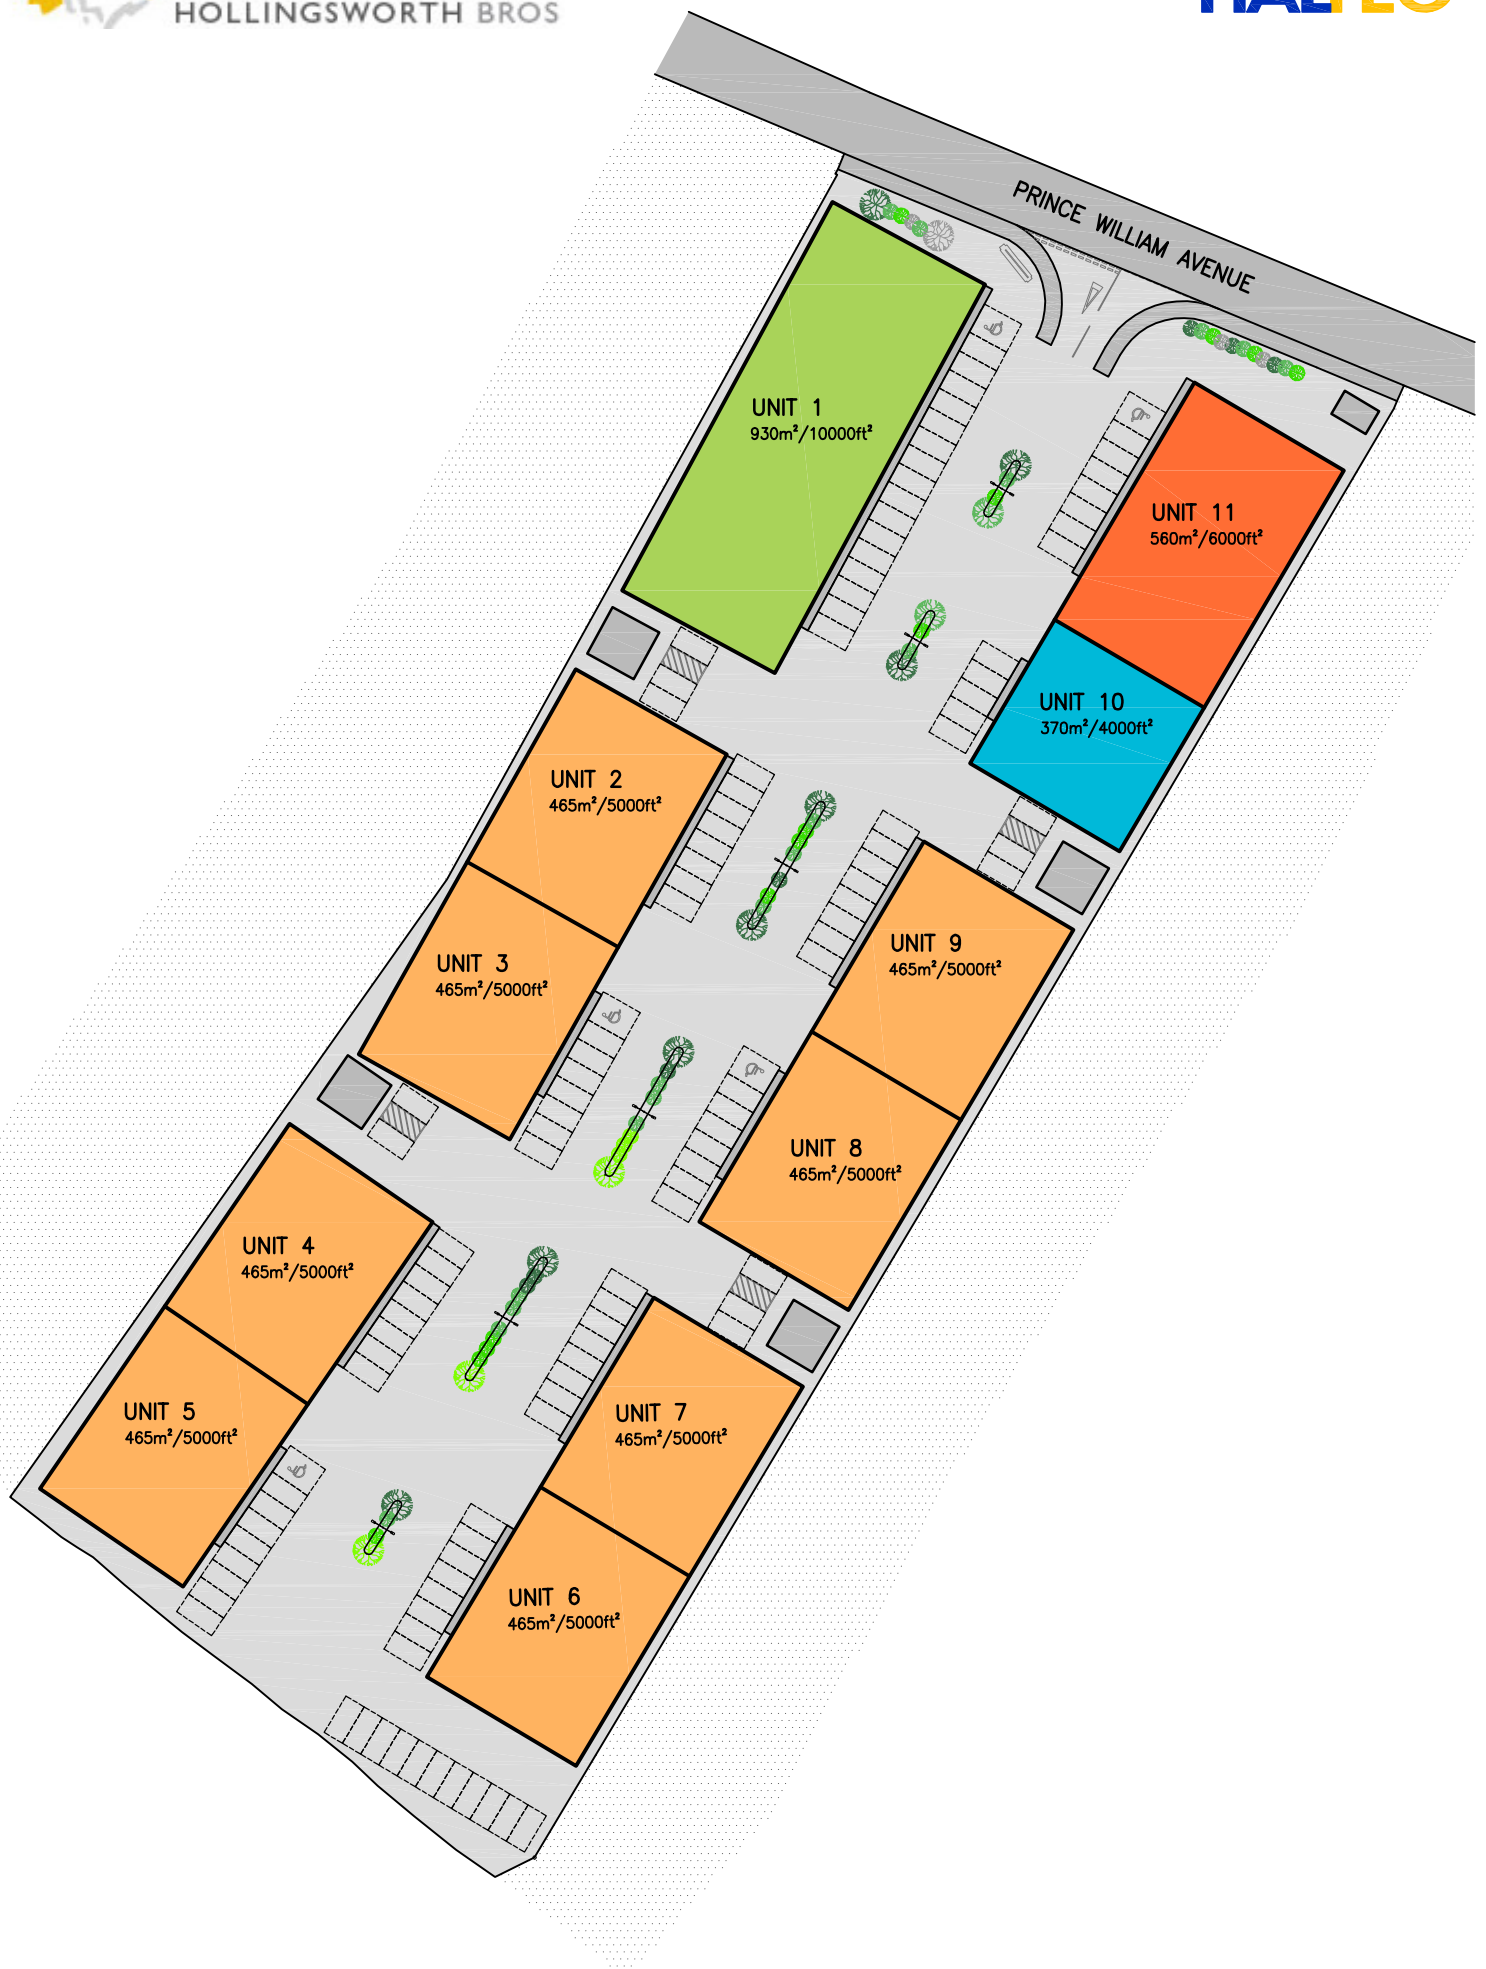 HOLLINGSWORTH BROS
PRINCE WILLIAM AVENUE
UNIT 1
930m²/10000ft²
UNIT 11
560m²/6000ft²
UNIT 10
370m²/4000ft²
UNIT 2
465m²/5000ft²
UNIT 9
465m²/5000ft²
UNIT 3
465m²/5000ft²
UNIT 8
465m²/5000ft²
UNIT 4
465m²/5000ft²
UNIT 5
465m²/5000ft²
UNIT 7
465m²/5000ft²
UNIT 6
465m²/5000ft²